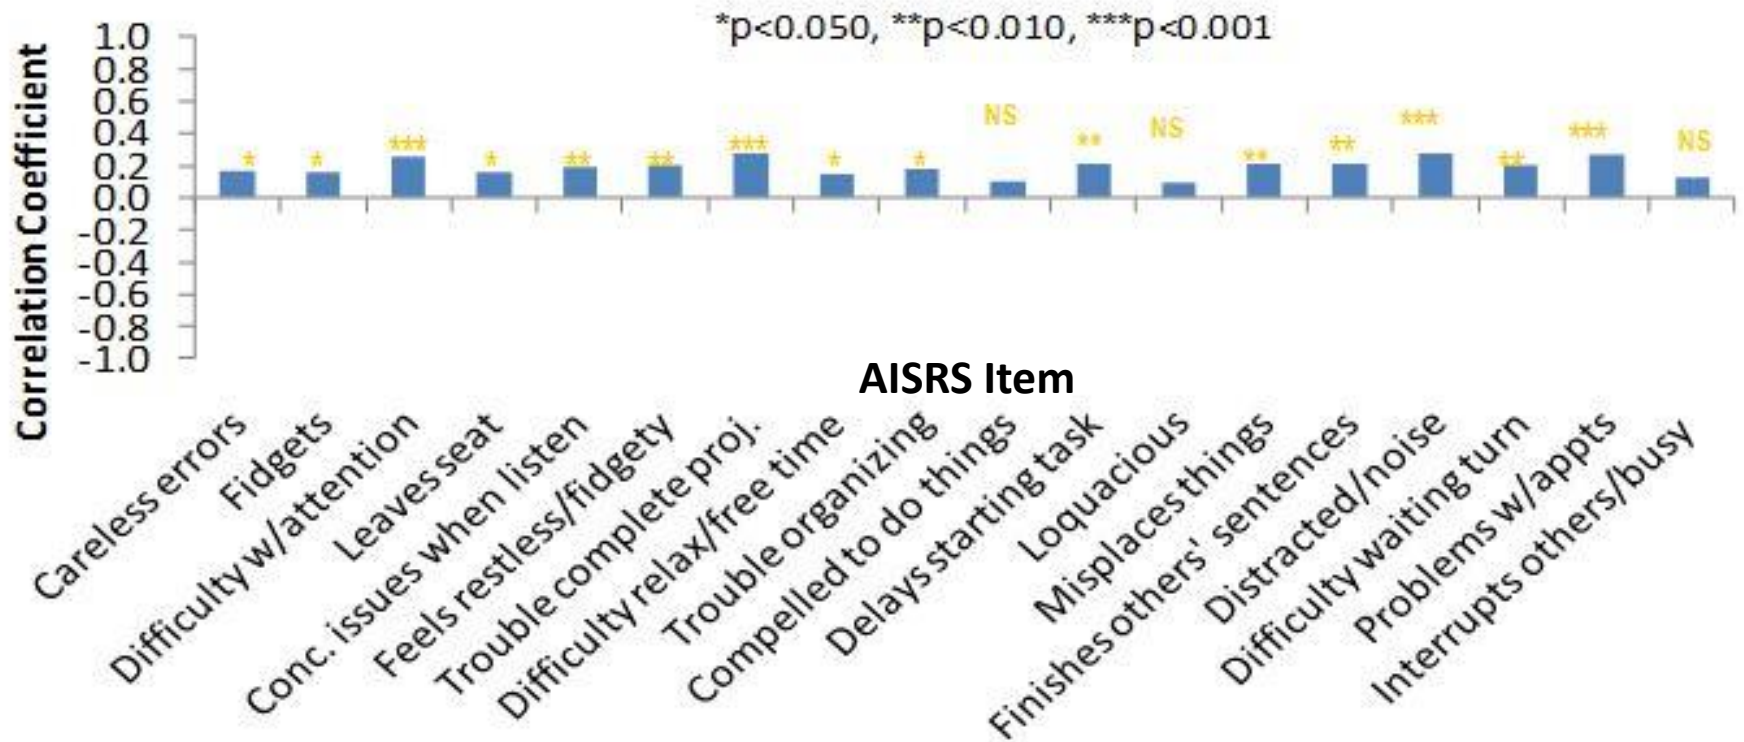 *p<0.050, **p<0.010, ***p<0.001
Correlation Coefficient
1.0
0.8
0.6
0.4
0.2
0.0
-0.2
-0.4
-0.6
-0.8
-1.0
*
*
***
*
**
**
***
*
*
NS
**
NS
**
**
***
**
***
NS
AISRS Item
Careless errors
Fidgets
Difficulty w/attention
Leaves seat
Conc. issues when listen
Feels restless/fidgety
Trouble complete proj.
Difficulty relax/free time
Trouble organizing
Compelled to do things
Delays starting task
Loquacious
Misplaces things
Finishes others' sentences
Distracted/noise
Difficulty waiting turn
Problems w/appts
Interrupts others/busy